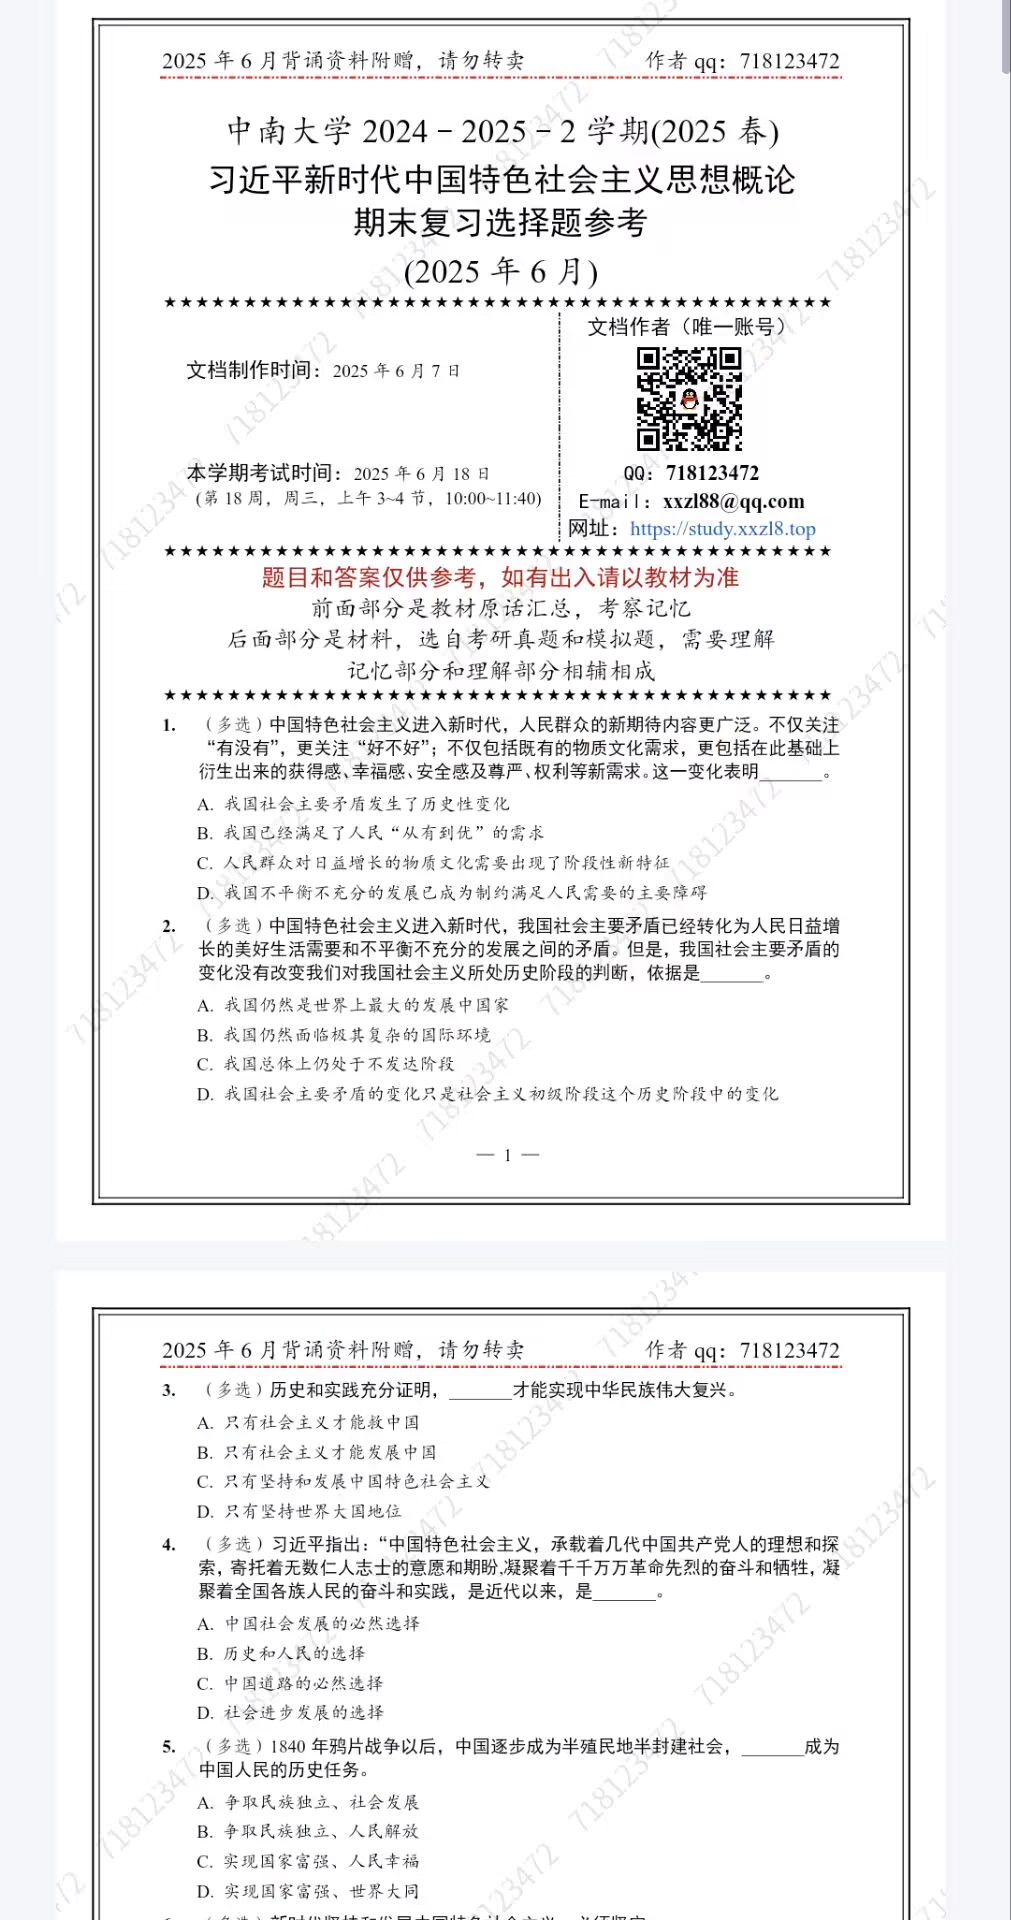 2025 年 6 月背诵资料附赠，请勿转卖 作者 qq：718123472
中南大学 2024－2025－2 学期(2025 春)
习近平新时代中国特色社会主义思想概论
期末复习选择题参考
(2025 年 6 月)
★★★★★★★★★★★★★★★★★★★★★★★★★★★★★★★★★★★★★★★★★★
文档作者（唯一账号）
文档制作时间：2025 年 6 月 7 日
本学期考试时间：2025 年 6 月 18 日
(第 18 周，周三，上午 3~4 节，10:00~11:40)
QQ：718123472
E-mail：xxzl88@qq.com
网址：https://study.xxzl8.top
★★★★★★★★★★★★★★★★★★★★★★★★★★★★★★★★★★★★★★★★★★
题目和答案仅供参考，如有出入请以教材为准
前面部分是教材原话汇总，考察记忆
后面部分是材料，选自考研真题和模拟题，需要理解
记忆部分和理解部分相辅相成
★★★★★★★★★★★★★★★★★★★★★★★★★★★★★★★★★★★★★★★★★★
1. （多选）中国特色社会主义进入新时代，人民群众的新期待内容更广泛。不仅关注
“有没有”，更关注“好不好”；不仅包括既有的物质文化需求，更包括在此基础上
衍生出来的获得感、幸福感、安全感及尊严、权利等新需求。这一变化表明_______。
A. 我国社会主要矛盾发生了历史性变化
B. 我国已经满足了人民“从有到优”的需求
C. 人民群众对日益增长的物质文化需要出现了阶段性新特征
D. 我国不平衡不充分的发展已成为制约满足人民需要的主要障碍
2. （多选）中国特色社会主义进入新时代，我国社会主要矛盾已经转化为人民日益增
长的美好生活需要和不平衡不充分的发展之间的矛盾。但是，我国社会主要矛盾的
变化没有改变我们对我国社会主义所处历史阶段的判断，依据是_______。
A. 我国仍然是世界上最大的发展中国家
B. 我国仍然面临极其复杂的国际环境
C. 我国总体上仍处于不发达阶段
D. 我国社会主要矛盾的变化只是社会主义初级阶段这个历史阶段中的变化
— 1 —
2025 年 6 月背诵资料附赠，请勿转卖 作者 qq：718123472
3. （多选）历史和实践充分证明，_______才能实现中华民族伟大复兴。
A. 只有社会主义才能救中国
B. 只有社会主义才能发展中国
C. 只有坚持和发展中国特色社会主义
D. 只有坚持世界大国地位
4. （多选）习近平指出：“中国特色社会主义，承载着几代中国共产党人的理想和探
索，寄托着无数仁人志士的意愿和期盼,凝聚着千千万万革命先烈的奋斗和牺牲，凝
聚着全国各族人民的奋斗和实践，是近代以来，是_______。
A. 中国社会发展的必然选择
B. 历史和人民的选择
C. 中国道路的必然选择
D. 社会进步发展的选择
5. （多选）1840 年鸦片战争以后，中国逐步成为半殖民地半封建社会，_______成为
中国人民的历史任务。
A. 争取民族独立、社会发展
B. 争取民族独立、人民解放
C. 实现国家富强、人民幸福
D. 实现国家富强、世界大同